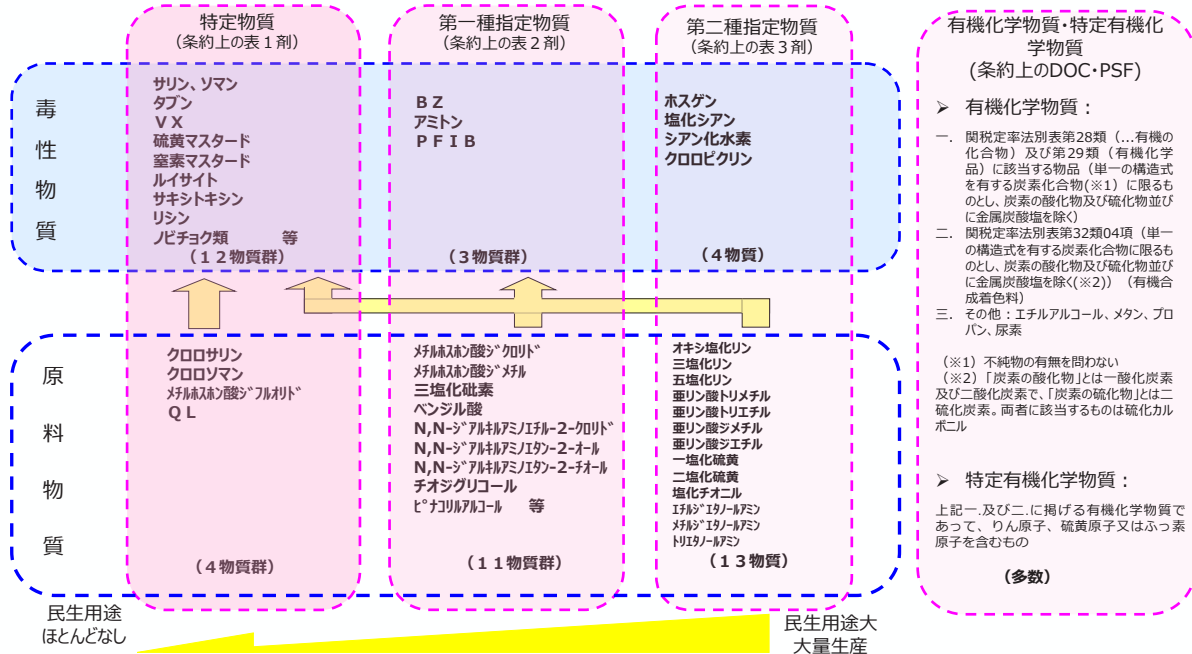 特定物質
(条約上の表１剤)
第一種指定物質
(条約上の表２剤)
第二種指定物質
(条約上の表３剤)
有機化学物質・特定有機化
学物質
(条約上のDOC・PSF)
毒性物質
サリン、ソマン
タブン
ＶＸ
硫黄マスタード
窒素マスタード
ルイサイト
サキシトキシン
リシン
ノビチョク類　　　等
(１２物質群)
ＢＺ
アミトン
ＰＦＩＢ
(３物質群)
ホスゲン
塩化シアン
シアン化水素
クロロピクリン
(４物質)
原料物質
クロロサリン
クロロソマン
ﾒﾁﾙﾎｽﾎﾝ酸ｼﾞﾌﾙｵﾘﾄﾞ
ＱＬ
(４物質群)
ﾒﾁﾙﾎｽﾎﾝ酸ｼﾞｸﾛﾘﾄﾞ
ﾒﾁﾙﾎｽﾎﾝ酸ｼﾞﾒﾁﾙ
三塩化砒素
ベンジル酸
N,N-ｼﾞｱﾙｷﾙｱﾐﾉｴﾁﾙ-2-ｸﾛﾘﾄﾞ
N,N-ｼﾞｱﾙｷﾙｱﾐﾉｴﾀﾝ-2-ｵｰﾙ
N,N-ｼﾞｱﾙｷﾙｱﾐﾉｴﾀﾝ-2-ﾁｵｰﾙ
チオジグリコール
ﾋﾟﾅｺﾘﾙｱﾙｺｰﾙ　等
(１１物質群)
オキシ塩化リン
三塩化リン
五塩化リン
亜リン酸トリメチル
亜リン酸トリエチル
亜リン酸ジメチル
亜リン酸ジエチル
一塩化硫黄
二塩化硫黄
塩化チオニル
ｴﾁﾙｼﾞｴﾀﾉｰﾙｱﾐﾝ
ﾒﾁﾙｼﾞｴﾀﾉｰﾙｱﾐﾝ
ﾄﾘｴﾀﾉｰﾙｱﾐﾝ
(１３物質)
➢ 有機化学物質：
一．関税定率法別表第28類（…有機の
化合物）及び第29類（有機化学
品）に該当する物品（単一の構造式
を有する炭素化合物(※1）に限るも
のとし、炭素の酸化物及び硫化物並び
に金属炭酸塩を除く）
二．関税定率法別表第32類04項（単一
の構造式を有する炭素化合物に限るも
のとし、炭素の酸化物及び硫化物並び
に金属炭酸塩を除く(※2)）（有機合
成着色料）
三．その他：エチルアルコール、メタン、プロ
パン、尿素
（※1）不純物の有無を問わない
（※2）「炭素の酸化物」とは一酸化炭素
及び二酸化炭素で、「炭素の硫化物」とは二
硫化炭素。両者に該当するものは硫化カル
ボニル
➢ 特定有機化学物質：
上記一.及び二.に掲げる有機化学物質で
あって、りん原子、硫黄原子又はふっ素
原子を含むもの
(多数)
民生用途
ほとんどなし
民生用途大
大量生産